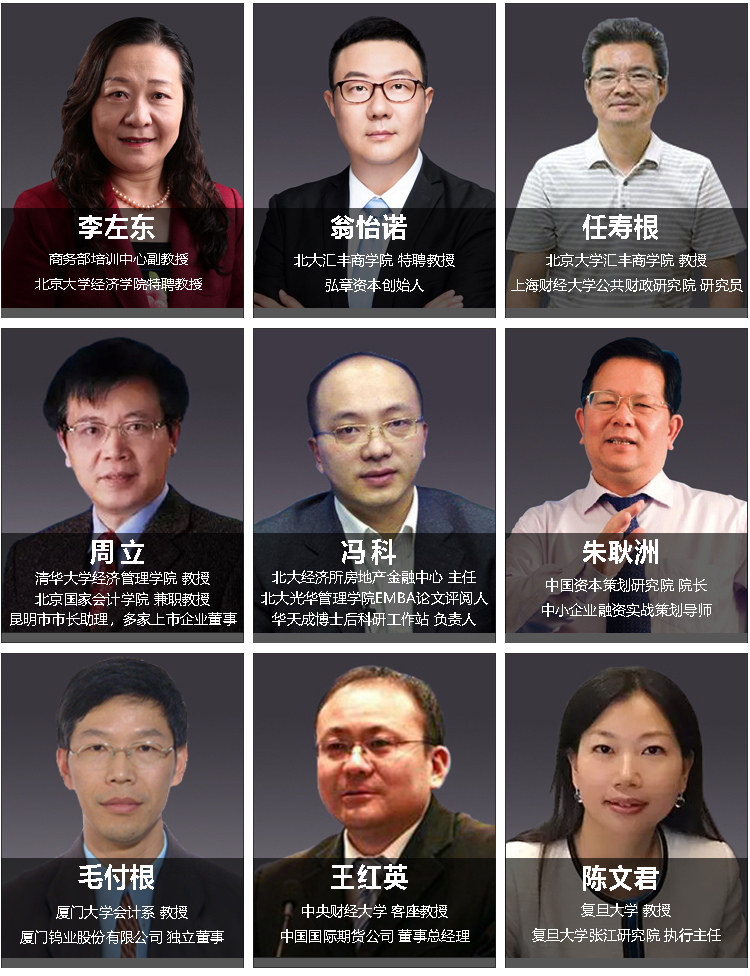 李左东
商务部培训中心副教授
北京大学经济学院特聘教授
翁怡诺
北大汇丰商学院 特聘教授
弘章资本创始人
任寿根
北京大学汇丰商学院 教授
上海财经大学公共财政研究院 研究员
周 立
清华大学经济管理学院 教授
北京国家会计学院 兼职教授
昆明市市长助理，多家上市企业董事
冯 科
北大经济所房地产金融中心 主任
北大光华管理学院EMBA论文评阅人
华天成博士后科研工作站 负责人
朱耿洲
中国资本策划研究院 院长
中小企业融资实战策划导师
毛付根
厦门大学会计系 教授
厦门钨业股份有限公司 独立董事
王红英
中央财经大学 客座教授
中国国际期货公司 董事总经理
陈文君
复旦大学 教授
复旦大学张江研究院 执行主任